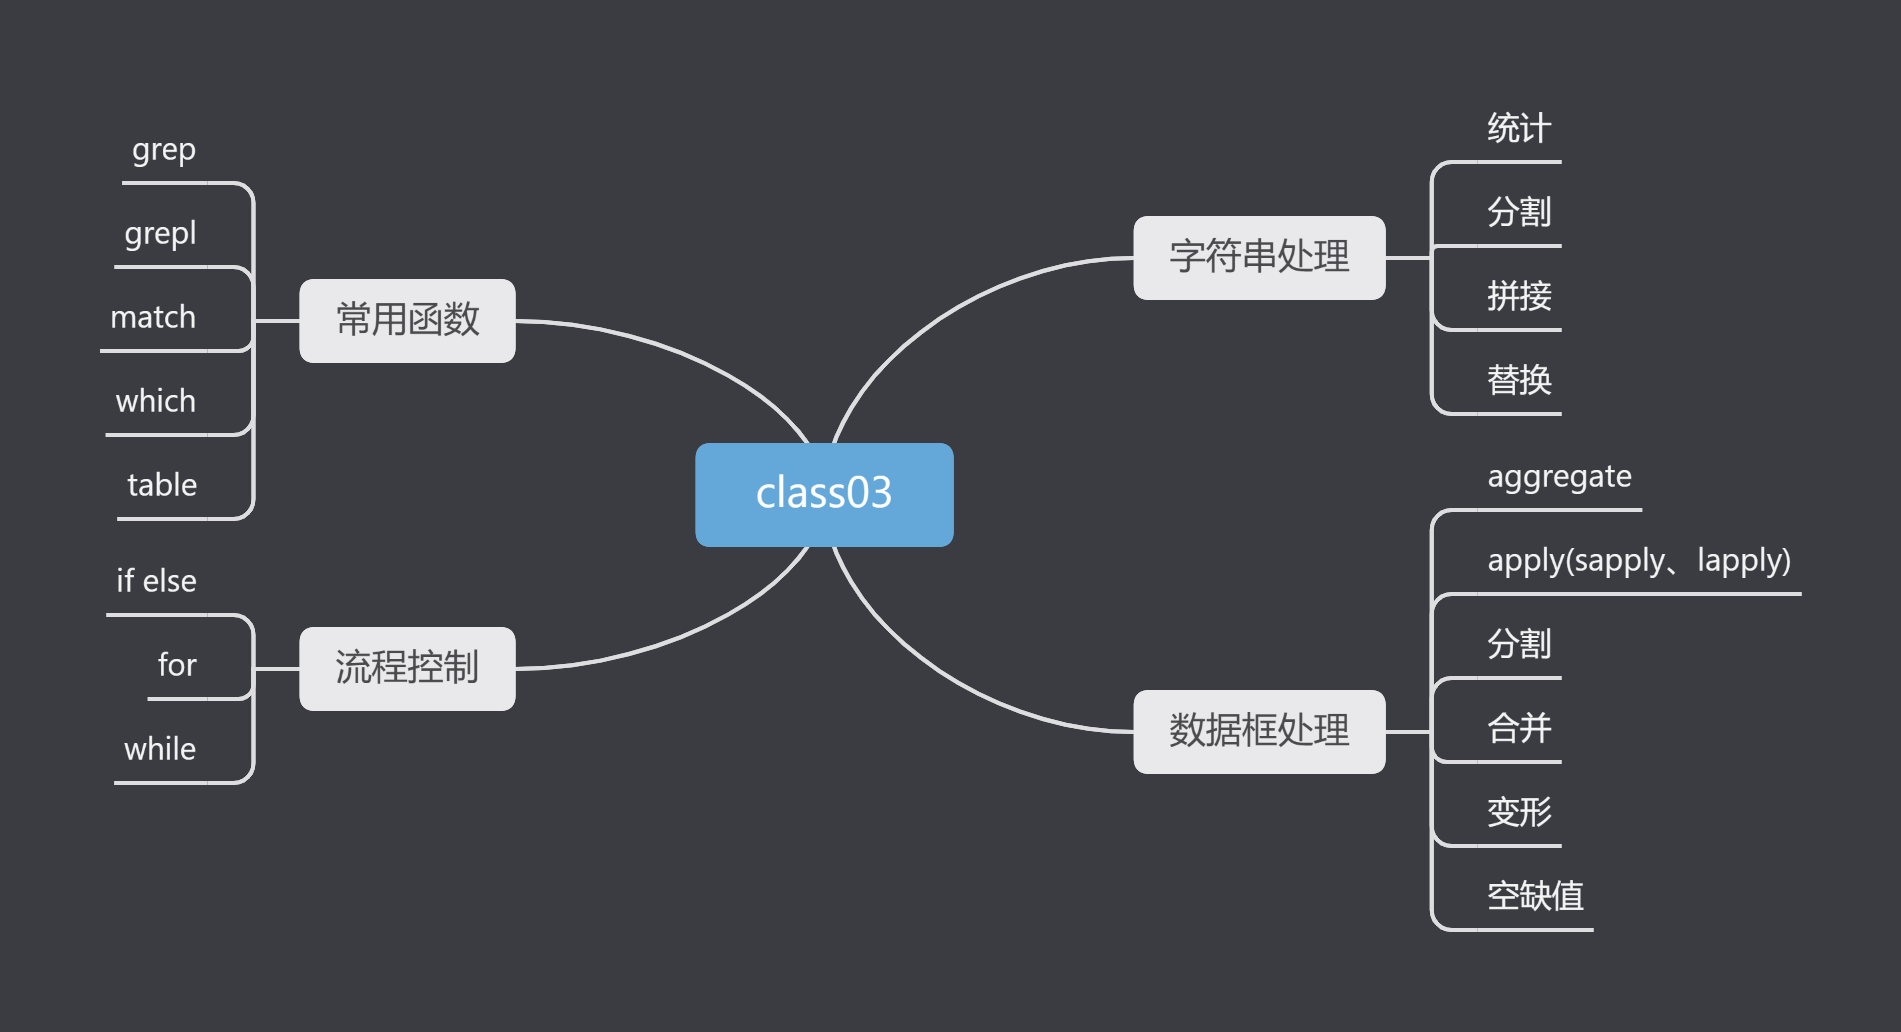 class03
字符串处理
统计
分割
拼接
替换
数据框处理
aggregate
apply(sapply、lapply)
分割
合并
变形
空缺值
常用函数
grep
grepl
match
which
table
流程控制
if else
for
while